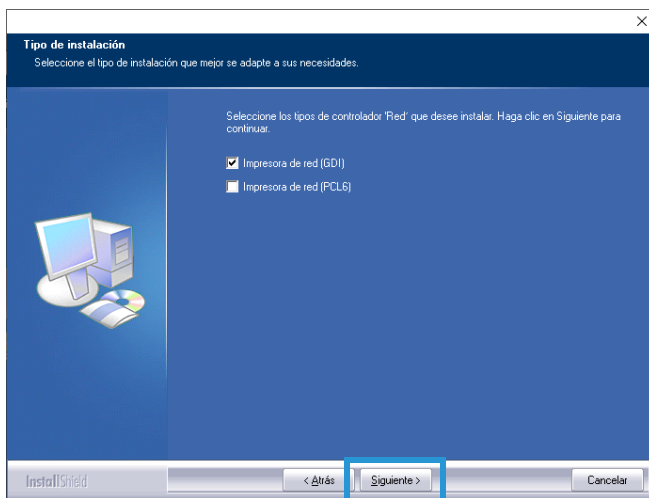 Tipo de instalación
Seleccione el tipo de instalación que mejor se adapte a sus necesidades.
Seleccione los tipos de controlador 'Red' que desee instalar. Haga clic en Siguiente para
continuar.
Impresora de red (GDI)
Impresora de red (PCL6)
InstallShield
< Atrás
Siguiente >
Cancelar